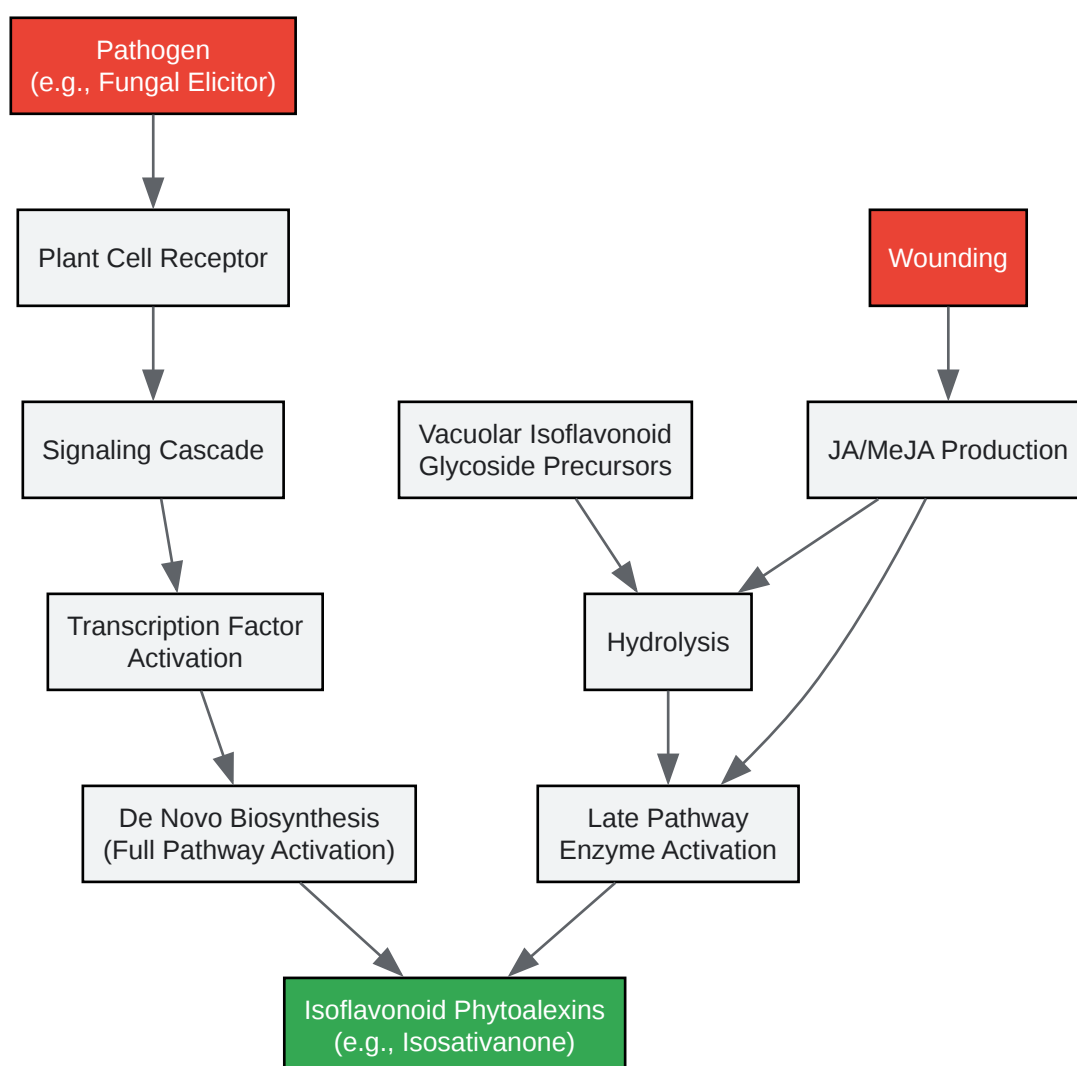 Pathogen
(e.g., Fungal Elicitor)
Plant Cell Receptor
Wounding
Signaling Cascade
Vacuolar Isoflavonoid
Glycoside Precursors
JA/MeJA Production
Transcription Factor
Activation
Hydrolysis
De Novo Biosynthesis
(Full Pathway Activation)
Late Pathway
Enzyme Activation
Isoflavonoid Phytoalexins
(e.g., Isosativanone)